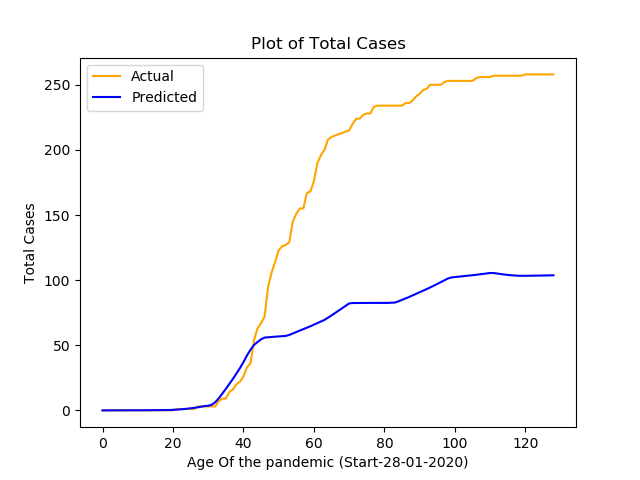 Plot of Total Cases
Actual
Predicted
Total Cases
250
200
150
100
50
0
0 20 40 60 80 100 120
Age Of the pandemic (Start-28-01-2020)